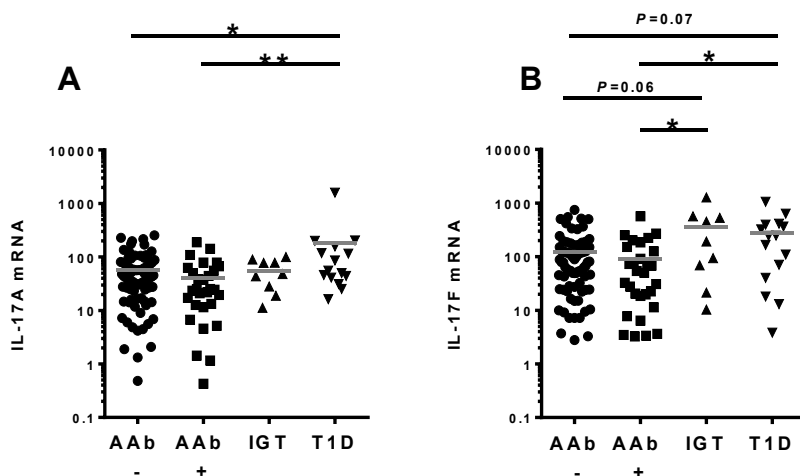 A
*
**
IL-17A mRNA
10000
1000
100
10
1
0.1
AAb
-
AAb
+
IGT
T1D
B
P=0.07
*
P=0.06
*
IL-17F mRNA
10000
1000
100
10
1
0.1
AAb
-
AAb
+
IGT
T1D